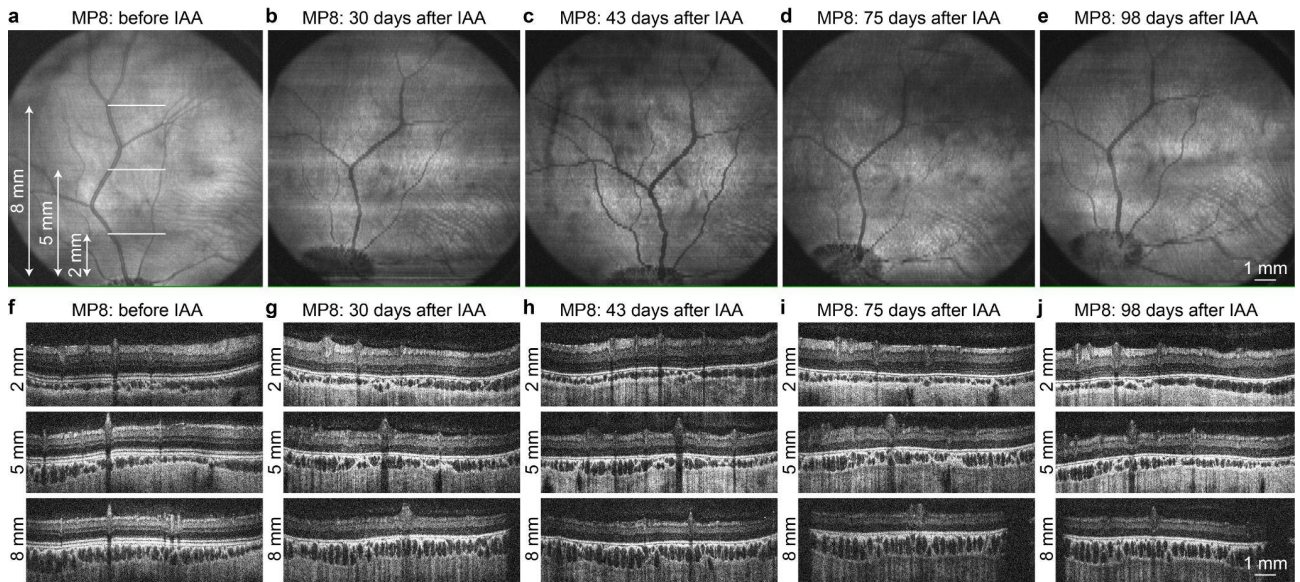 a MP8: before IAA b MP8: 30 days after IAA c MP8: 43 days after IAA d MP8: 75 days after IAA e MP8: 98 days after IAA
8 mm
5 mm
2 mm
1 mm
f MP8: before IAA g MP8: 30 days after IAA h MP8: 43 days after IAA i MP8: 75 days after IAA j MP8: 98 days after IAA
2 mm 2 mm 2 mm 2 mm 2 mm
5 mm 5 mm 5 mm 5 mm 5 mm
8 mm 8 mm 8 mm 8 mm 8 mm
1 mm